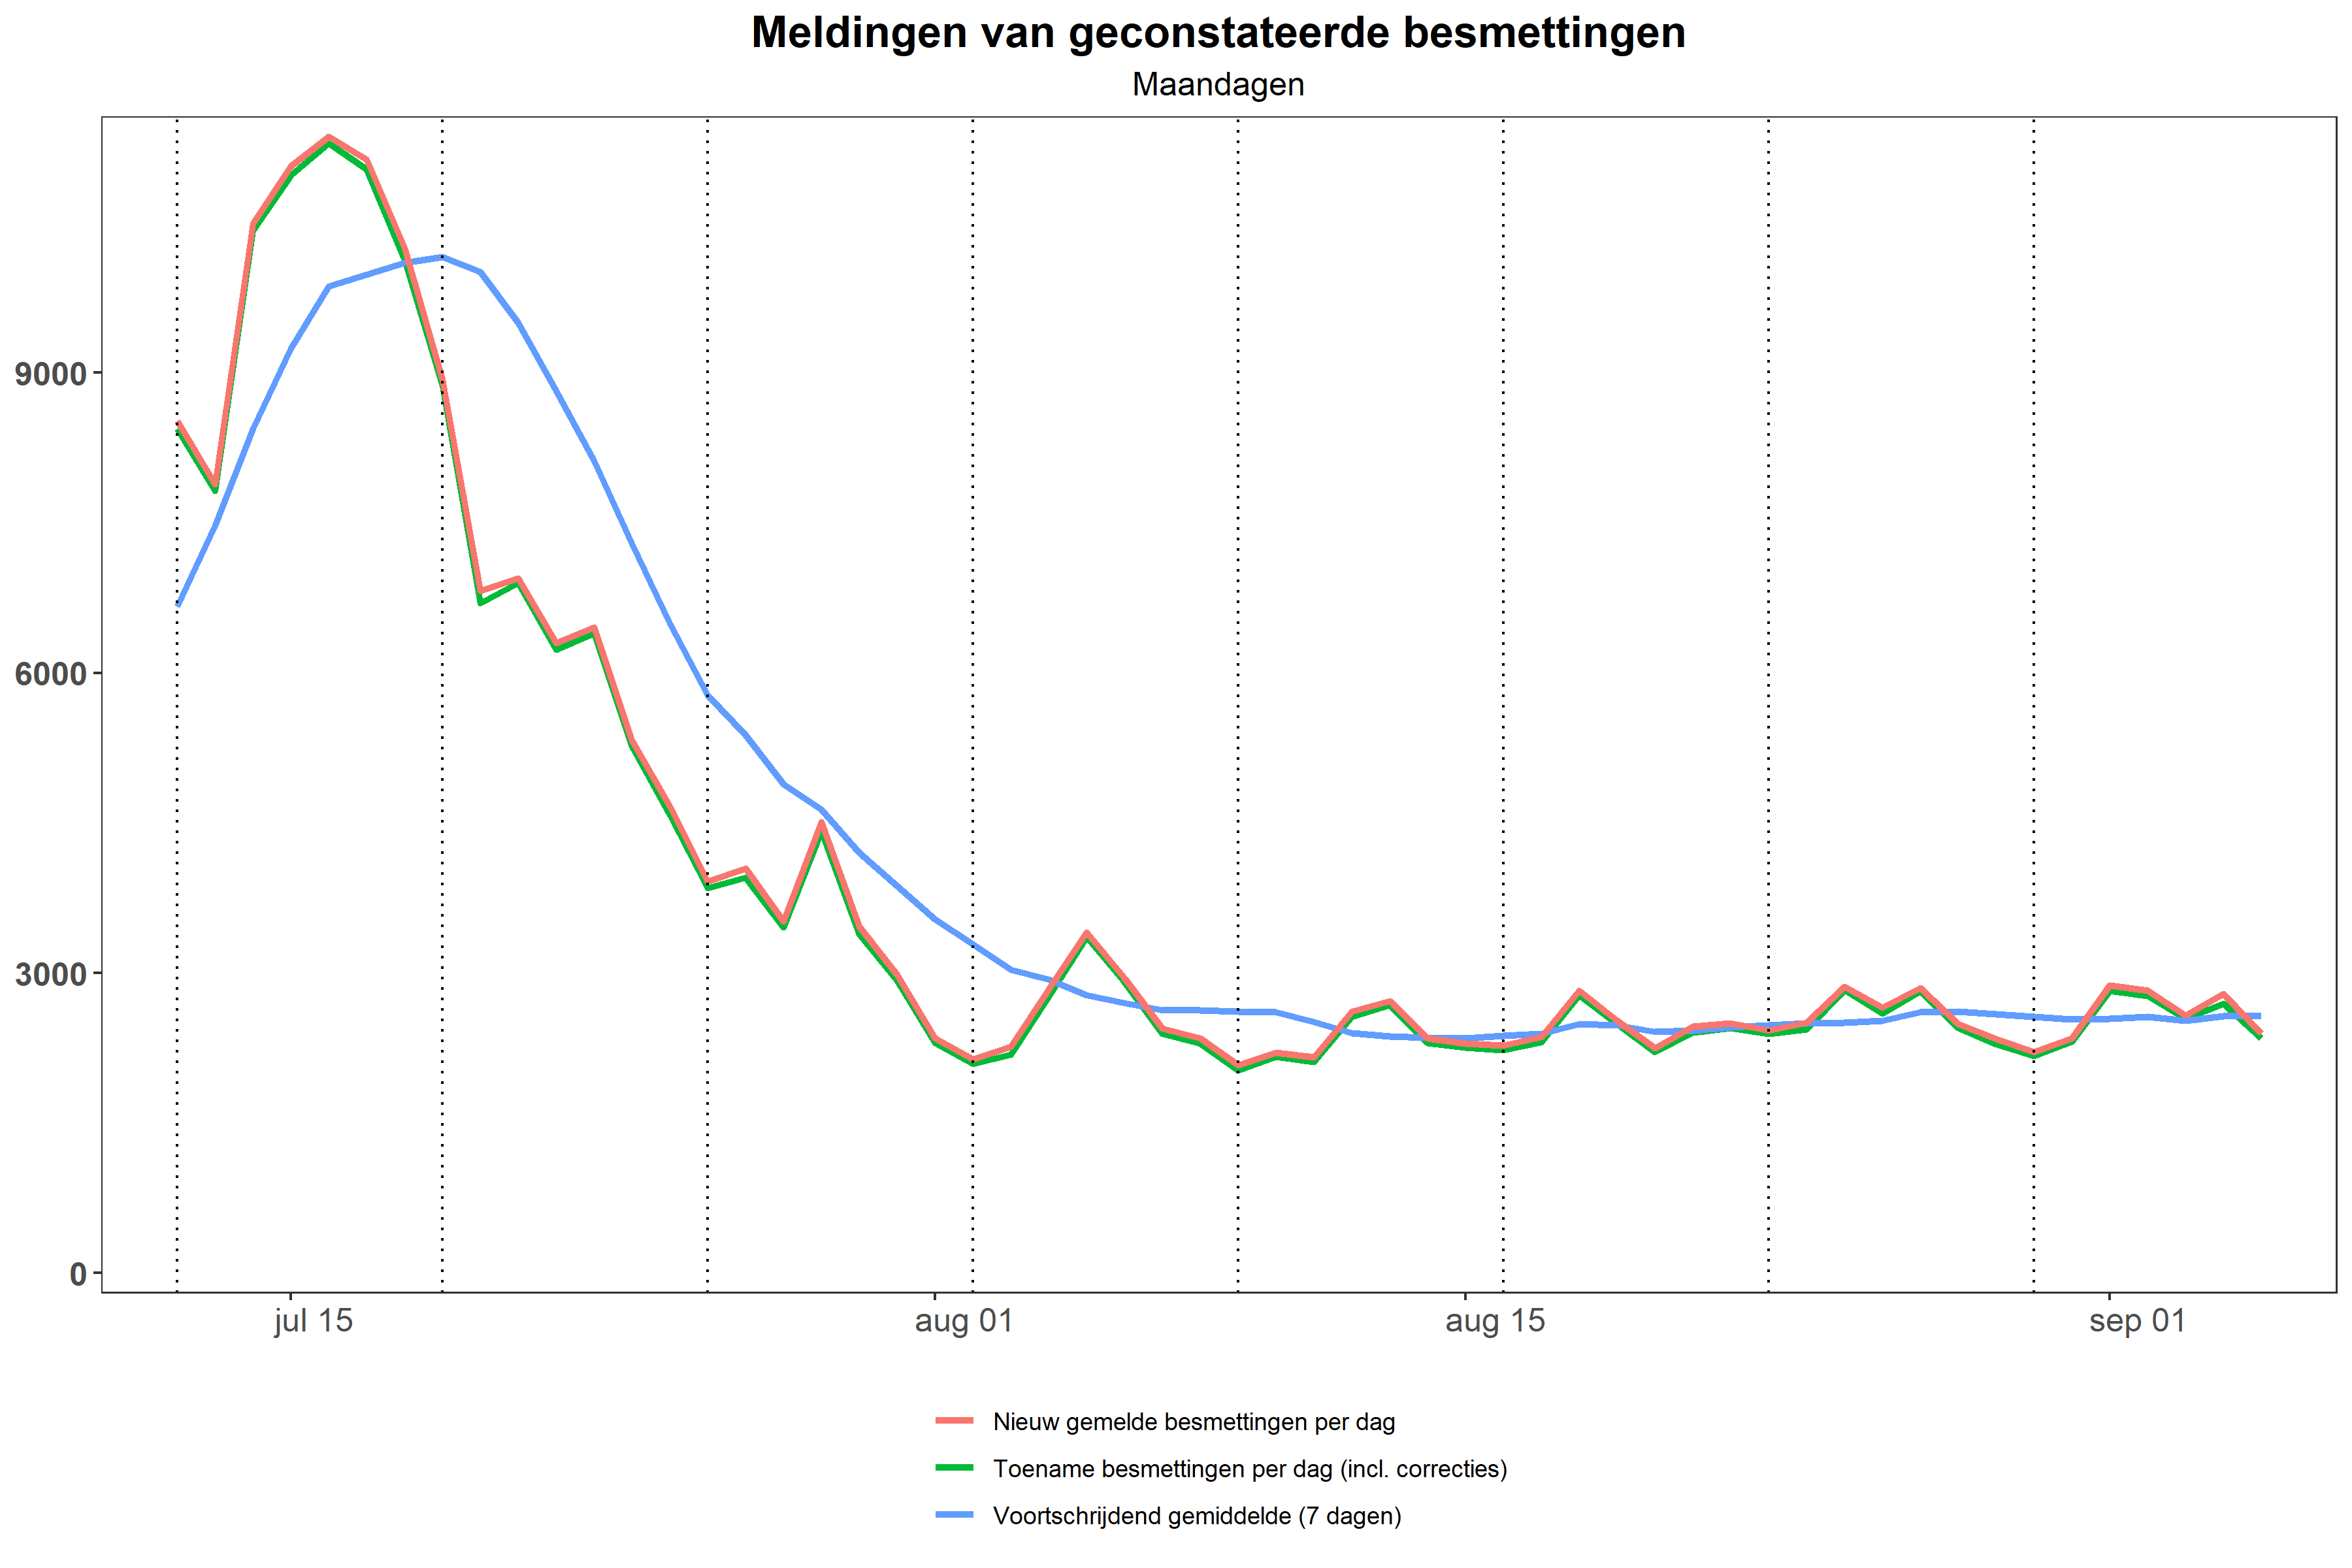 Meldingen van geconstateerde besmettingen
Maandagen
9000
6000
3000
0
jul 15
aug 01
aug 15
sep 01
Nieuw gemelde besmettingen per dag
Toename besmettingen per dag (incl. correcties)
Voortschrijdend gemiddelde (7 dagen)